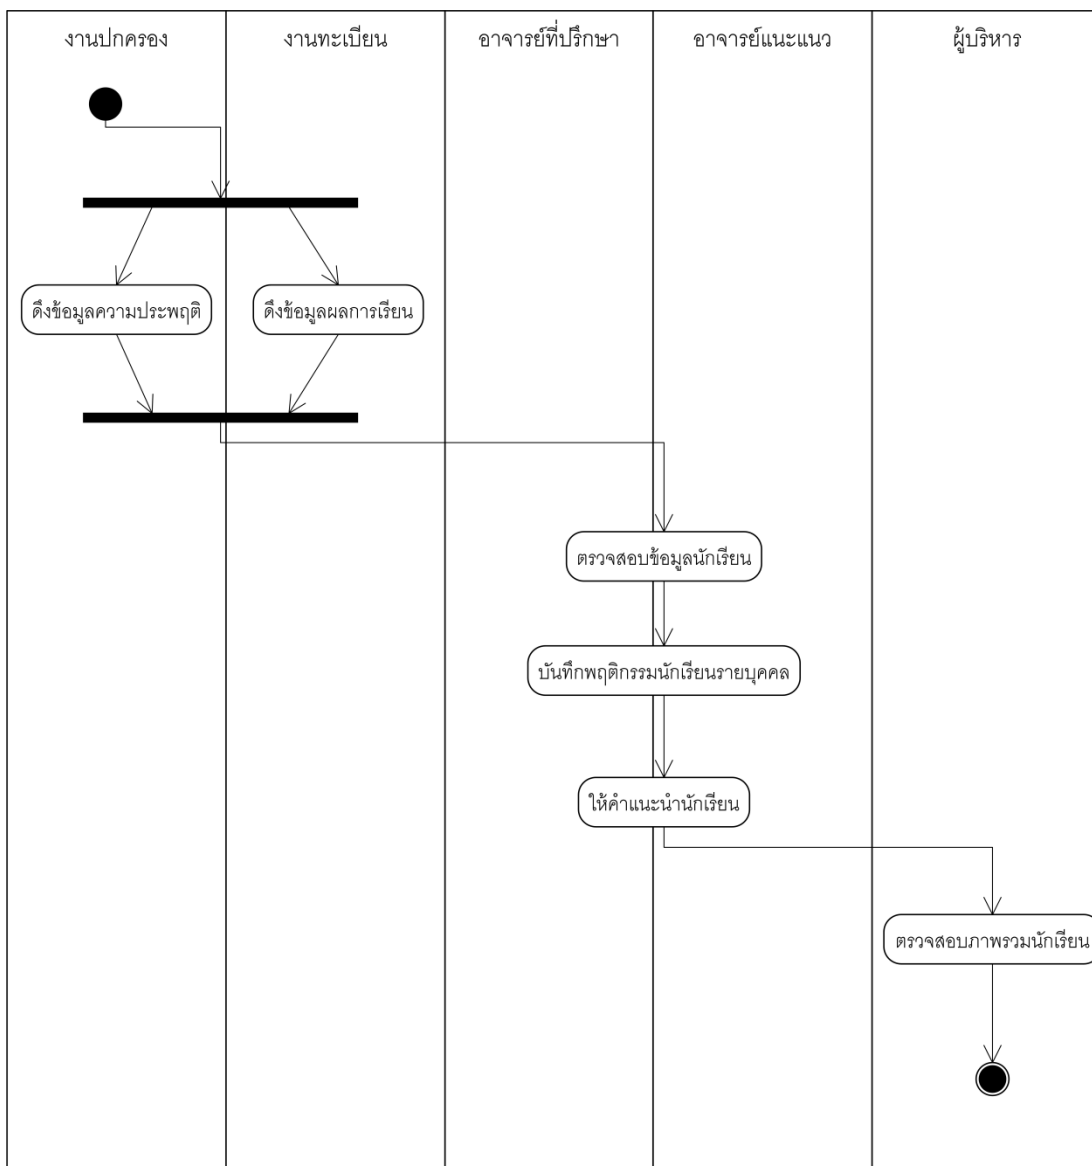 งานปกครอง
งานทะเบียน
อาจารย์ที่ปรึกษา
อาจารย์แนะแนว
ผู้บริหาร
ดึงข้อมูลความประพฤติ
ดึงข้อมูลผลการเรียน
ตรวจสอบข้อมูลนักเรียน
บันทึกพฤติกรรมนักเรียนรายบุคคล
ให้คำแนะนำนักเรียน
ตรวจสอบภาพรวมนักเรียน